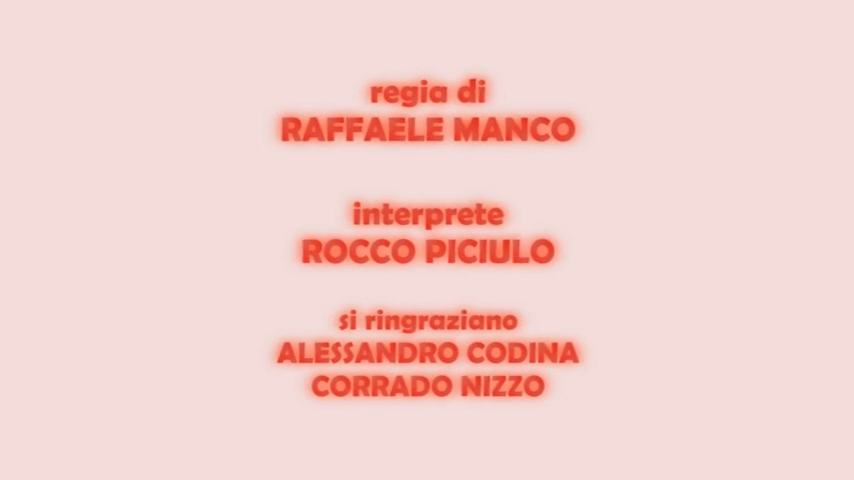 regia di
RAFFAELE MANCO
interprete
ROCCO PICIULO
si ringraziano
ALESSANDRO CODINA
CORRADO NIZZO